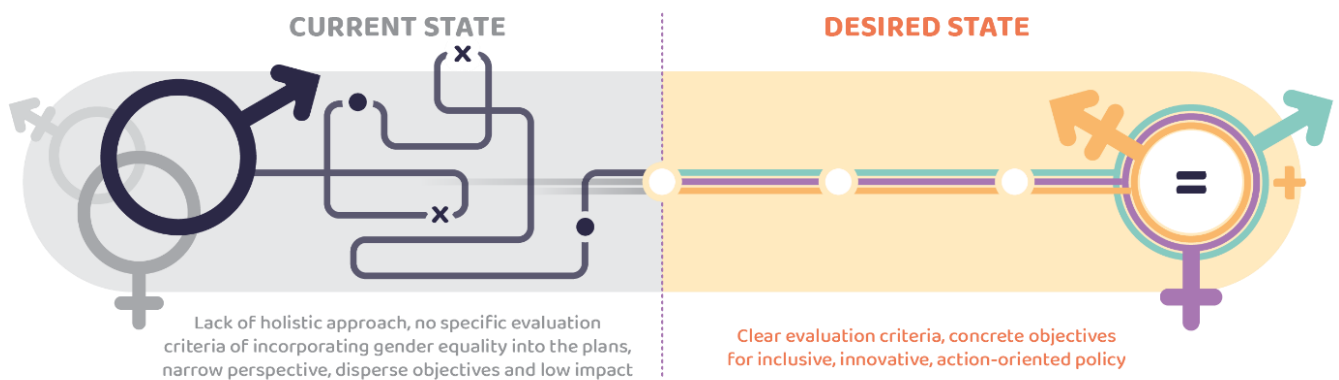 CURRENT STATE
Lack of holistic approach, no specific evaluation
criteria of incorporating gender equality into the plans,
narrow perspective, disperse objectives and low impact
DESIRED STATE
Clear evaluation criteria, concrete objectives
for inclusive, innovative, action-oriented policy